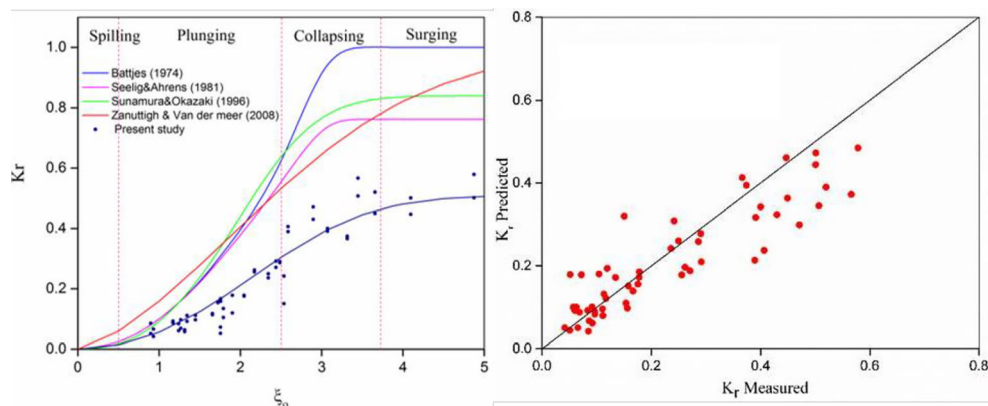 Spilling Plunging Collapsing Surging
Battjes (1974)
Seelig&Ahrens (1981)
Sunamura&Okazaki (1996)
Zanuttigh & Van der meer (2008)
Present study
Kr
1.0
0.8
0.6
0.4
0.2
0.0
0 1 2 3 4 5
ξo
Kr Predicted
0.8
0.6
0.4
0.2
0.0
0.0 0.2 0.4 0.6 0.8
Kr Measured